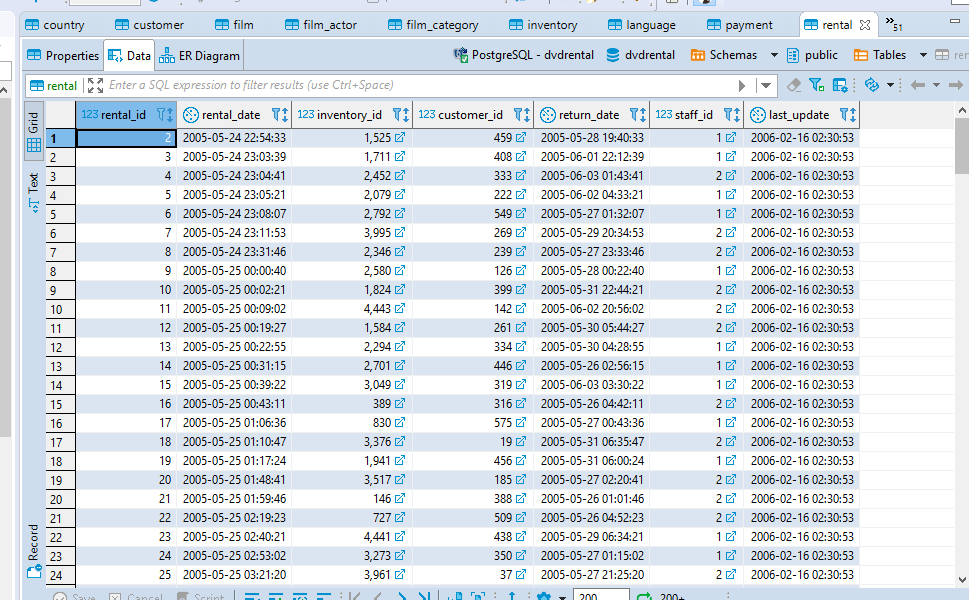 country customer film film_actor film_category inventory language payment rental »51
Properties Data ER Diagram PostgreSQL - dvdrental dvdrental Schemas public Tables
rental Enter a SQL expression to filter results (use Ctrl+Space)
Grid
Text
Record
123 rental_id rental_date 123 inventory_id 123 customer_id return_date 123 staff_id last_update
1 2 2005-05-24 22:54:33 1,525 459 2005-05-28 19:40:33 1 2006-02-16 02:30:53
2 3 2005-05-24 23:03:39 1,711 408 2005-06-01 22:12:39 1 2006-02-16 02:30:53
3 4 2005-05-24 23:04:41 2,452 333 2005-06-03 01:43:41 2 2006-02-16 02:30:53
4 5 2005-05-24 23:05:21 2,079 222 2005-06-02 04:33:21 1 2006-02-16 02:30:53
5 6 2005-05-24 23:08:07 2,792 549 2005-05-27 01:32:07 1 2006-02-16 02:30:53
6 7 2005-05-24 23:11:53 3,995 269 2005-05-29 20:34:53 2 2006-02-16 02:30:53
7 8 2005-05-24 23:31:46 2,346 239 2005-05-27 23:33:46 2 2006-02-16 02:30:53
8 9 2005-05-25 00:00:40 2,580 126 2005-05-28 00:22:40 1 2006-02-16 02:30:53
9 10 2005-05-25 00:02:21 1,824 399 2005-05-31 22:44:21 2 2006-02-16 02:30:53
10 11 2005-05-25 00:09:02 4,443 142 2005-06-02 20:56:02 2 2006-02-16 02:30:53
11 12 2005-05-25 00:19:27 1,584 261 2005-05-30 05:44:27 2 2006-02-16 02:30:53
12 13 2005-05-25 00:22:55 2,294 334 2005-05-30 04:28:55 1 2006-02-16 02:30:53
13 14 2005-05-25 00:31:15 2,701 446 2005-05-26 02:56:15 1 2006-02-16 02:30:53
14 15 2005-05-25 00:39:22 3,049 319 2005-06-03 03:30:22 1 2006-02-16 02:30:53
15 16 2005-05-25 00:43:11 389 316 2005-05-26 04:42:11 2 2006-02-16 02:30:53
16 17 2005-05-25 01:06:36 830 575 2005-05-27 00:43:36 1 2006-02-16 02:30:53
17 18 2005-05-25 01:10:47 3,376 19 2005-05-31 06:35:47 2 2006-02-16 02:30:53
18 19 2005-05-25 01:17:24 1,941 456 2005-05-31 06:00:24 1 2006-02-16 02:30:53
19 20 2005-05-25 01:48:41 3,517 185 2005-05-27 02:20:41 2 2006-02-16 02:30:53
20 21 2005-05-25 01:59:46 146 388 2005-05-26 01:01:46 2 2006-02-16 02:30:53
21 22 2005-05-25 02:19:23 727 509 2005-05-26 04:52:23 2 2006-02-16 02:30:53
22 23 2005-05-25 02:40:21 4,441 438 2005-05-29 06:34:21 1 2006-02-16 02:30:53
23 24 2005-05-25 02:53:02 3,273 350 2005-05-27 01:15:02 1 2006-02-16 02:30:53
24 25 2005-05-25 03:21:20 3,961 37 2005-05-27 21:25:20 2 2006-02-16 02:30:53
Save Cancel Script 200 200+